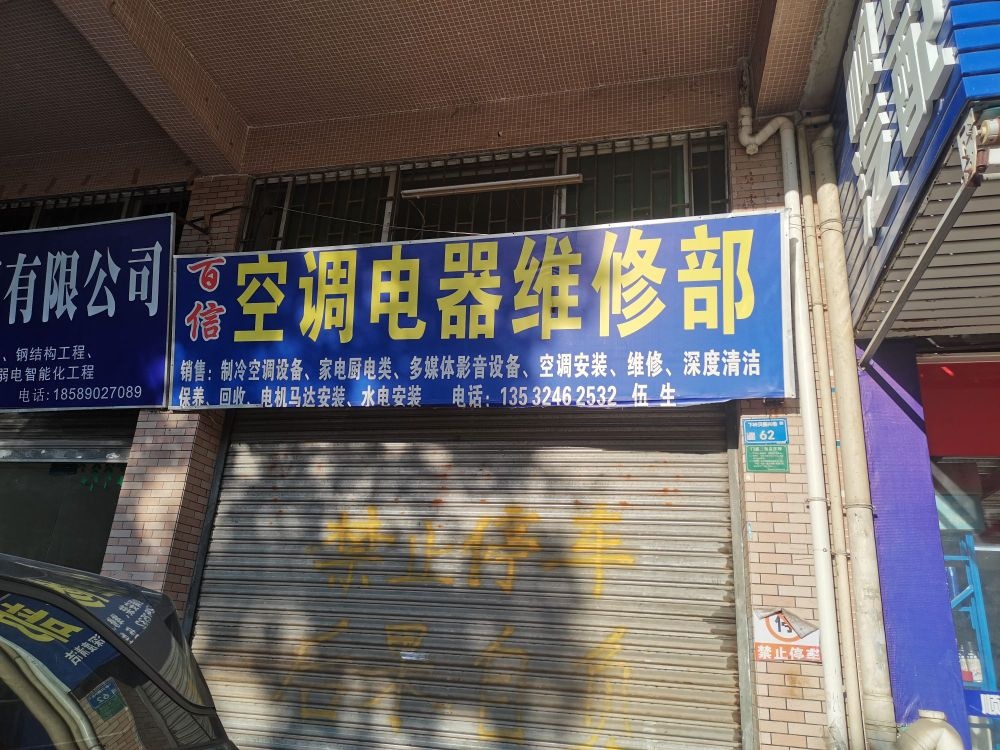 有限公司
、钢结构工程、
弱电智能化工程
电话:18589027089
百信
空调电器维修部
销售：制冷空调设备、家电厨电类、多媒体影音设备、空调安装、维修、深度清洁
保养、回收、电机马达安装、水电安装 电话：135 3246 2532 伍生
62
禁止停车
后果自负
禁止停车